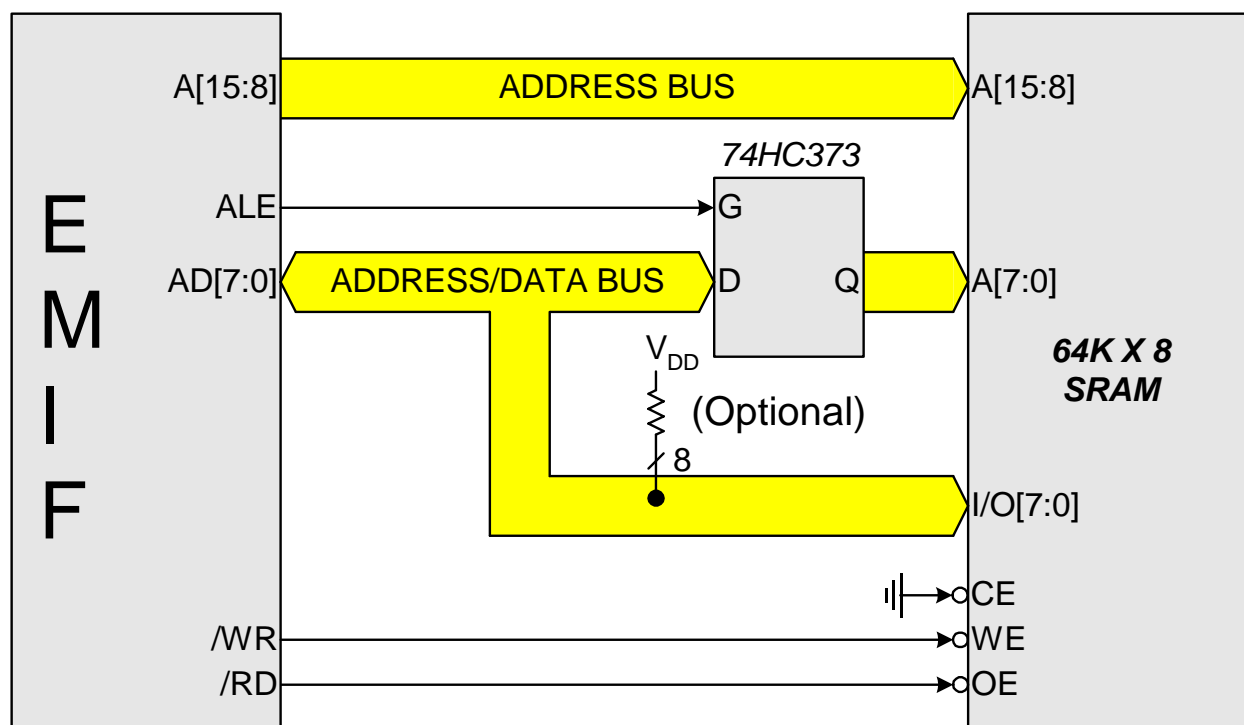 A[15:8] ADDRESS BUS A[15:8]
74HC373
ALE G
AD[7:0] ADDRESS/DATA BUS D Q A[7:0]
E
M
I
F
VDD
(Optional)
8
64K X 8
SRAM
I/O[7:0]
CE
/WR WE
/RD OE